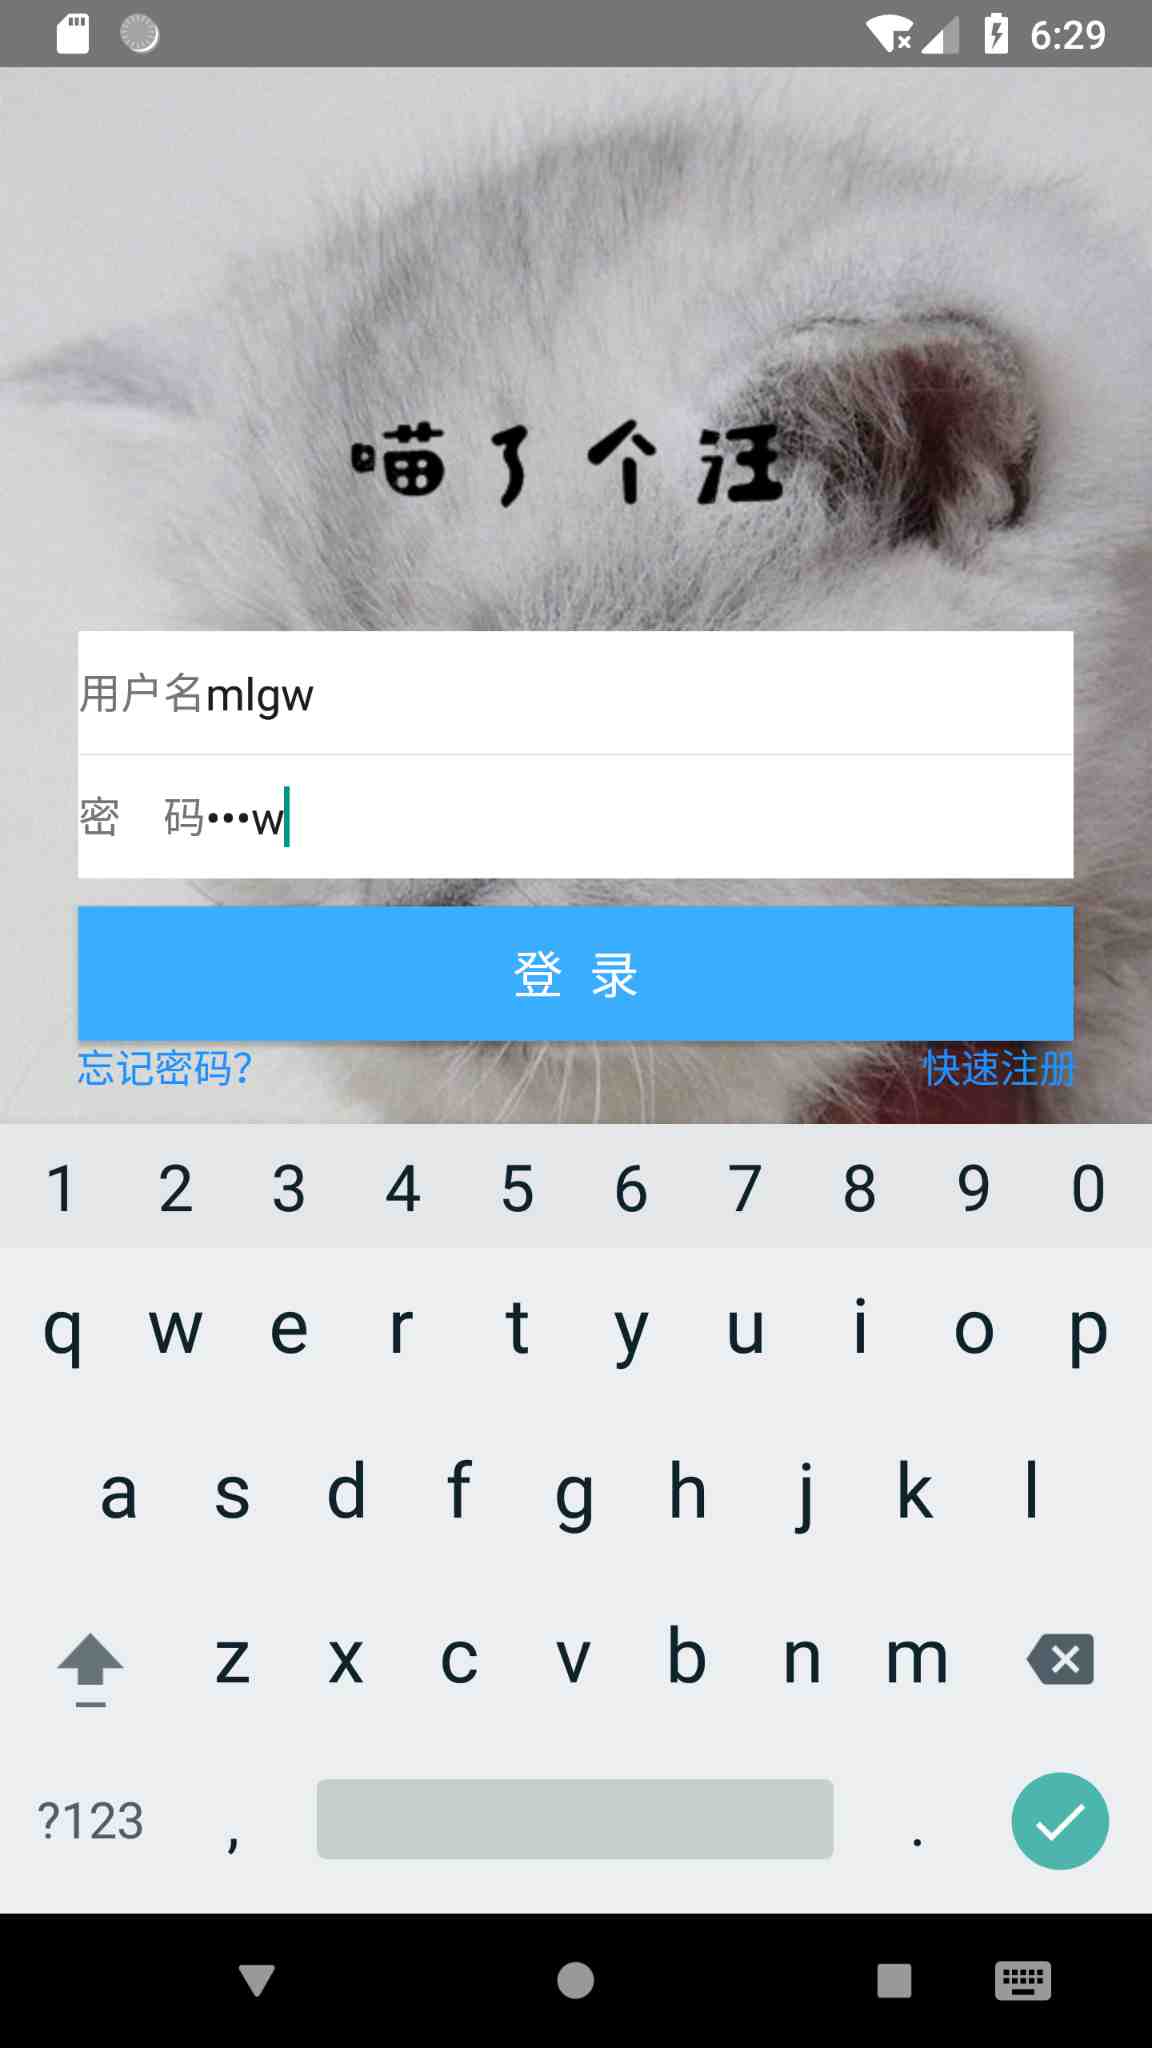 6:29
喵了个汪
用户名mlgw
密 码•••w
登 录
忘记密码? 快速注册
1 2 3 4 5 6 7 8 9 0
q w e r t y u i o p
a s d f g h j k l
z x c v b n m
?123 , .